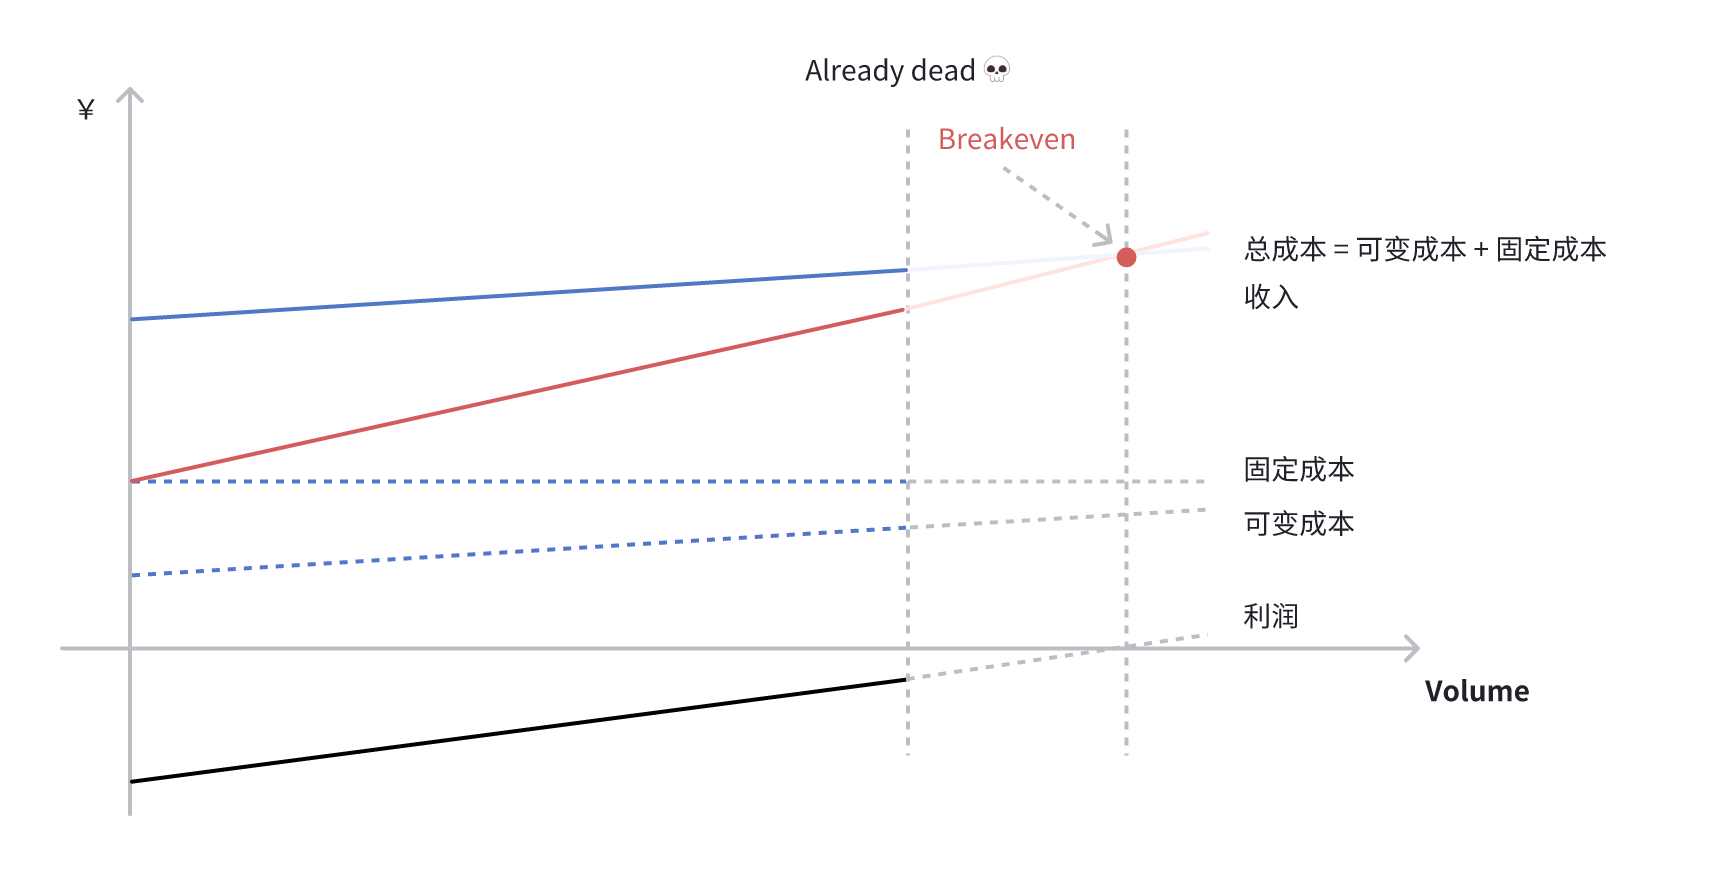 Already dead 💀
¥
Breakeven
总成本 = 可变成本 + 固定成本
收入
固定成本
可变成本
利润
Volume